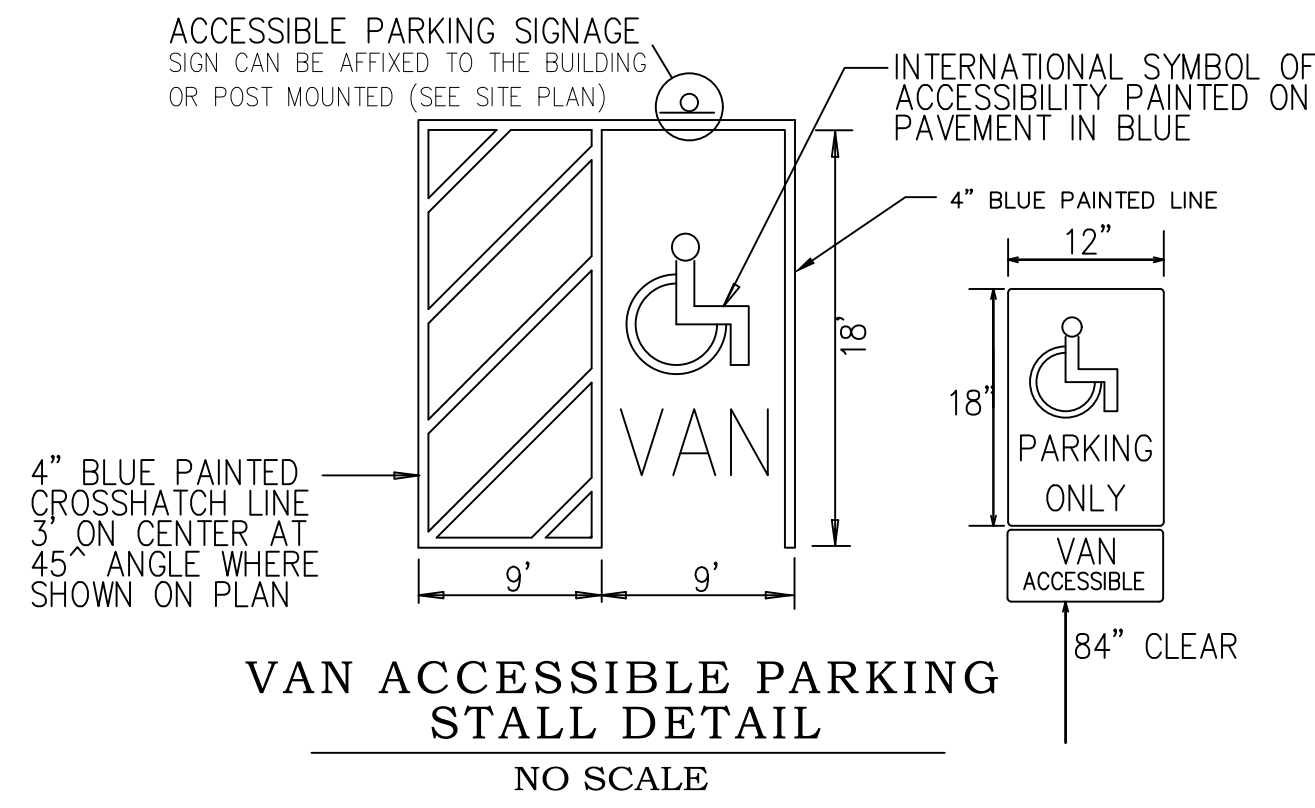 ACCESSIBLE PARKING SIGNAGE
SIGN CAN BE AFFIXED TO THE BUILDING
OR POST MOUNTED (SEE SITE PLAN)
INTERNATIONAL SYMBOL OF
ACCESSIBILITY PAINTED ON
PAVEMENT IN BLUE
4" BLUE PAINTED LINE
12"
18'
18"
VAN
PARKING
ONLY
VAN
ACCESSIBLE
84" CLEAR
4" BLUE PAINTED
CROSSHATCH LINE
3' ON CENTER AT
45^ ANGLE WHERE
SHOWN ON PLAN
9'
9'
VAN ACCESSIBLE PARKING
STALL DETAIL
NO SCALE